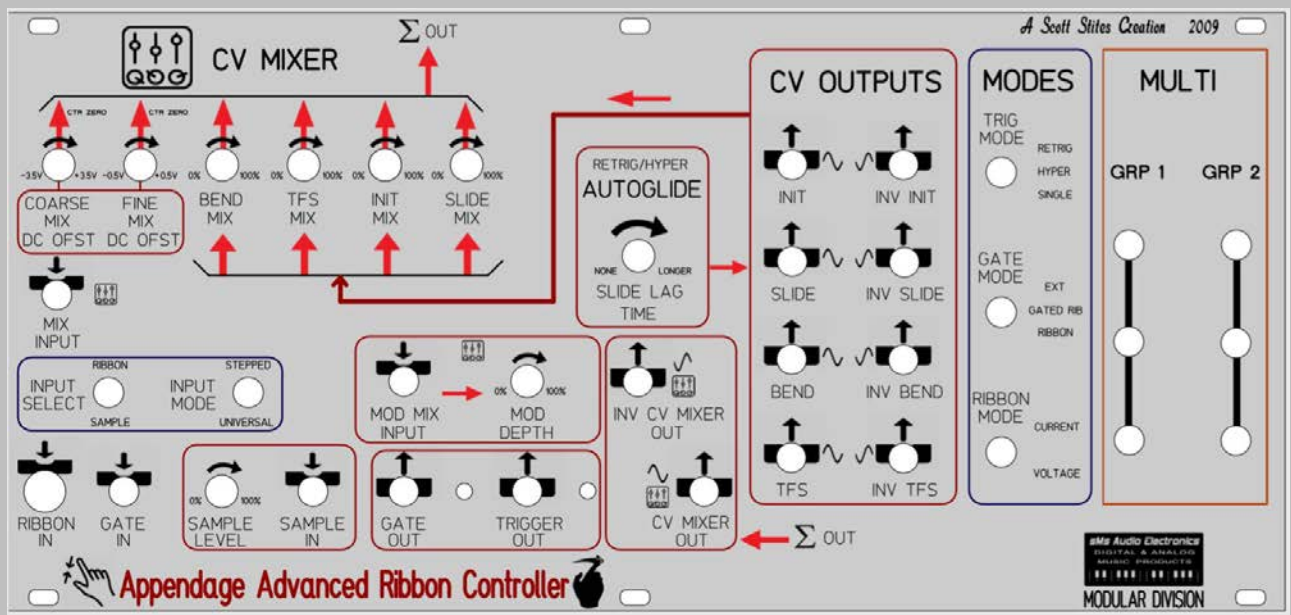 Σ OUT
A Scott Stites Creation 2009
CV MIXER
CTR ZERO
CTR ZERO
-3.5V +3.5V
-0.5V +0.5V
0% 100%
0% 100%
0% 100%
0% 100%
COARSE
MIX
DC OFST
FINE
MIX
DC OFST
BEND
MIX
TFS
MIX
INIT
MIX
SLIDE
MIX
MIX
INPUT
RETRIG/HYPER
AUTOGLIDE
NONE LONGER
SLIDE LAG
TIME
CV OUTPUTS
INIT INV INIT
SLIDE INV SLIDE
BEND INV BEND
TFS INV TFS
MODES
TRIG
MODE
RETRIG
HYPER
SINGLE
GATE
MODE
EXT
GATED RIB
RIBBON
RIBBON
MODE
CURRENT
VOLTAGE
MULTI
GRP 1 GRP 2
INPUT
SELECT
RIBBON
SAMPLE
INPUT
MODE
STEPPED
UNIVERSAL
MOD MIX
INPUT
0% 100%
MOD
DEPTH
INV CV MIXER
OUT
CV MIXER
OUT
Σ OUT
RIBBON
IN
GATE
IN
0% 100%
SAMPLE
LEVEL
SAMPLE
IN
GATE
OUT
TRIGGER
OUT
Appendage Advanced Ribbon Controller
sMs Audio Electronics
DIGITAL & ANALOG
MUSIC PRODUCTS
MODULAR DIVISION